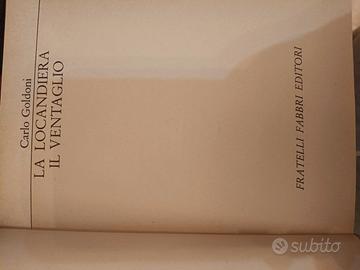 Carlo Goldoni
LA LOCANDIERA
IL VENTAGLIO
FRATELLI FABBRI EDITORI
subito